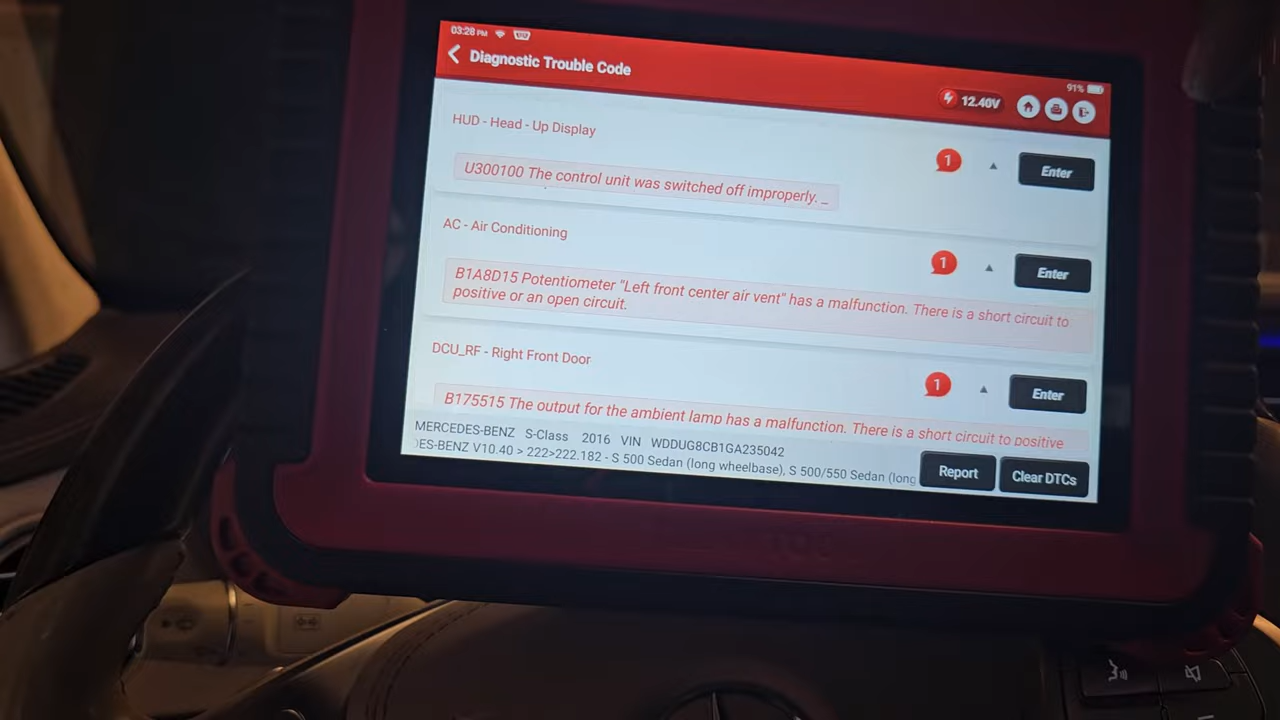 03:28 PM
Diagnostic Trouble Code
91%
12.40V
HUD - Head - Up Display
1
Enter
U300100 The control unit was switched off improperly. _
AC - Air Conditioning
1
Enter
B1A8D15 Potentiometer "Left front center air vent" has a malfunction. There is a short circuit to
positive or an open circuit.
DCU_RF - Right Front Door
1
Enter
B175515 The output for the ambient lamp has a malfunction. There is a short circuit to positive
MERCEDES-BENZ S-Class 2016 VIN WDDUG8CB1GA235042
DES-BENZ V10.40 > 222>222.182 - S 500 Sedan (long wheelbase), S 500/550 Sedan (long
Report
Clear DTCs